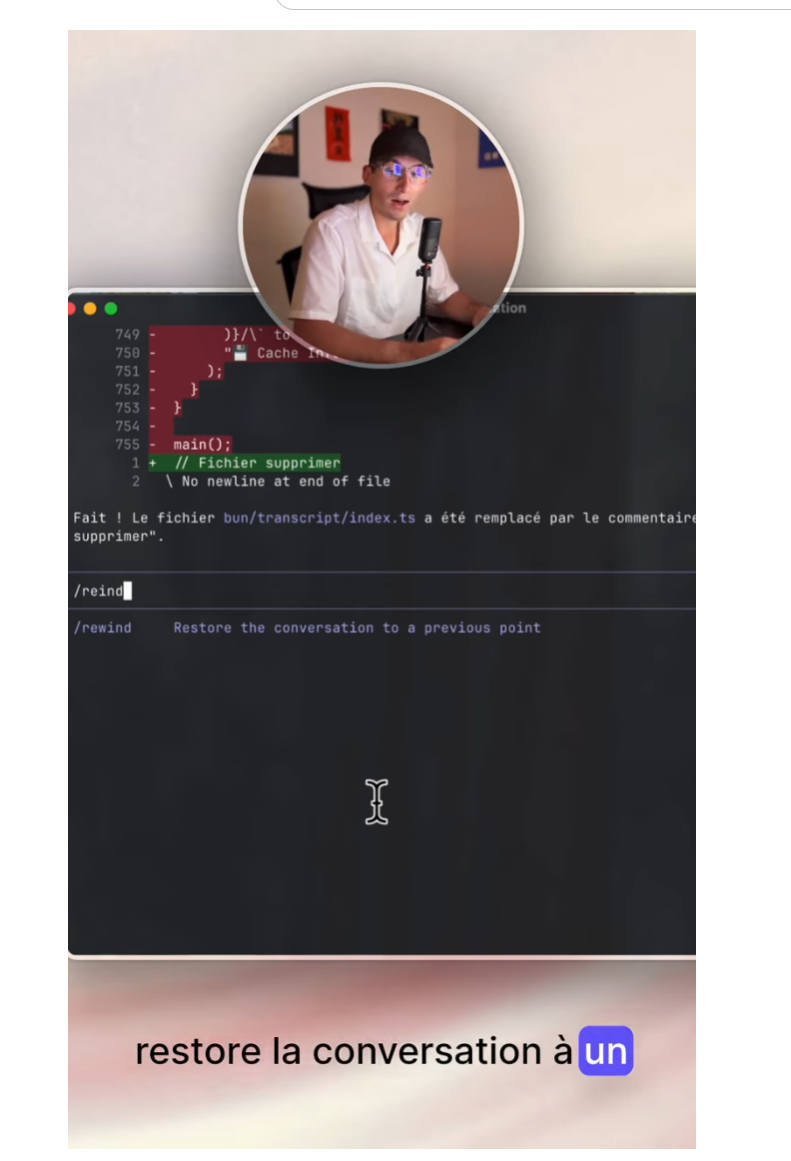 ation
749 -         )}/\` to
750 -         "💾 Cache
751 -       );
752 -     }
753 -   }
754 -
755 -   main();
1 +   // Fichier supprimer
2   \ No newline at end of file
Fait ! Le fichier bun/transcript/index.ts a été remplacé par le commentaire
supprimer".
/reind
/rewind     Restore the conversation to a previous point
restore la conversation à un